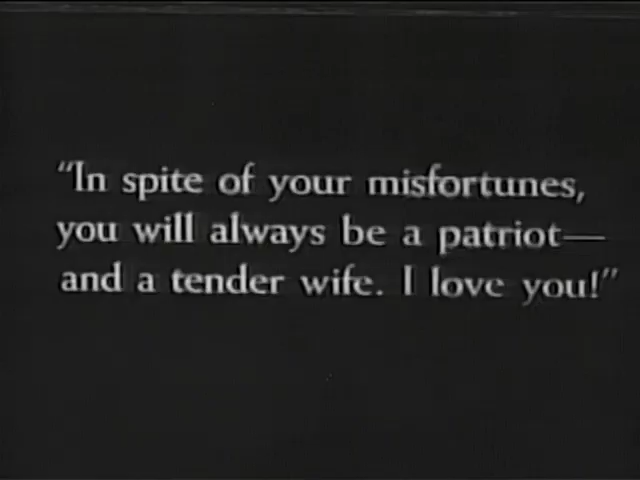 “In spite of your misfortunes,
you will always be a patriot—
and a tender wife. I love you!”